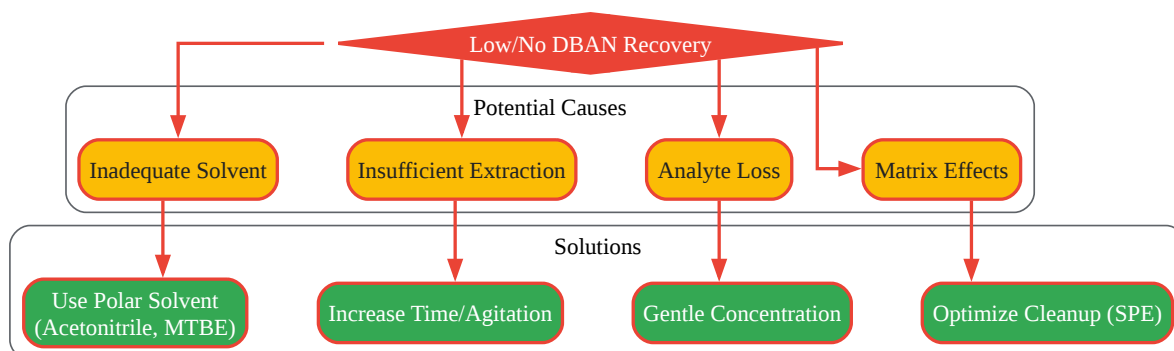 Low/No DBAN Recovery
Potential Causes
Inadequate Solvent
Insufficient Extraction
Analyte Loss
Matrix Effects
Solutions
Use Polar Solvent
(Acetonitrile, MTBE)
Increase Time/Agitation
Gentle Concentration
Optimize Cleanup (SPE)